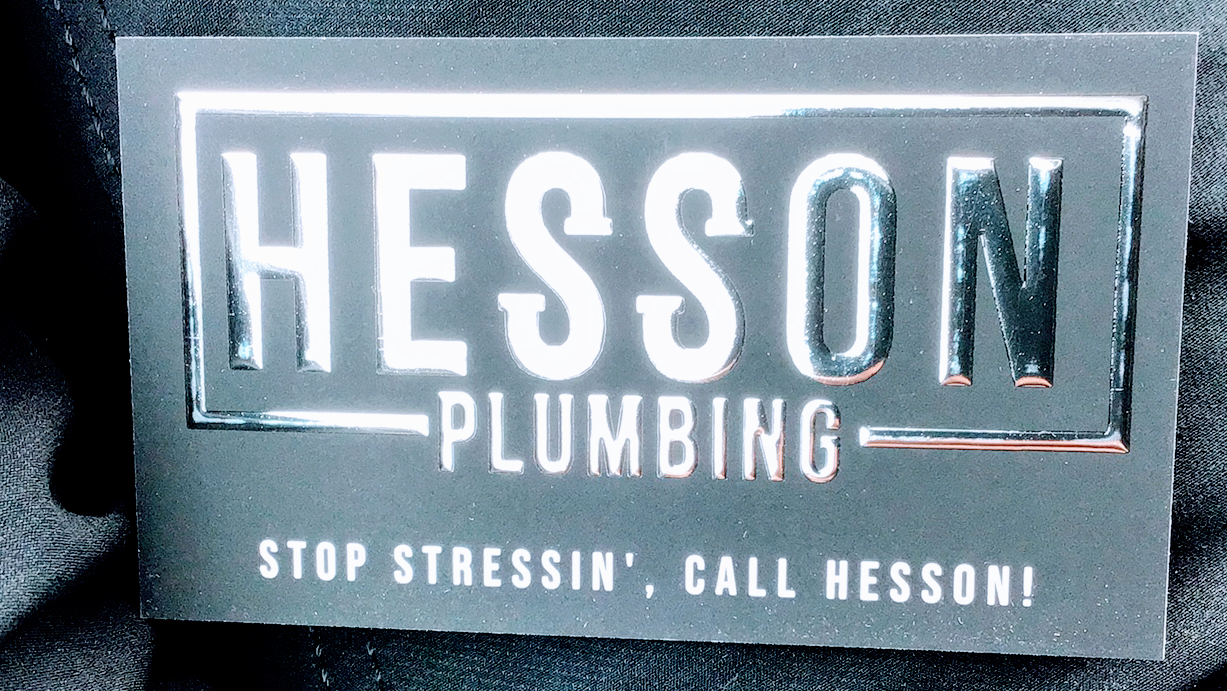 HESSON
PLUMBING
STOP STRESSIN', CALL HESSON!